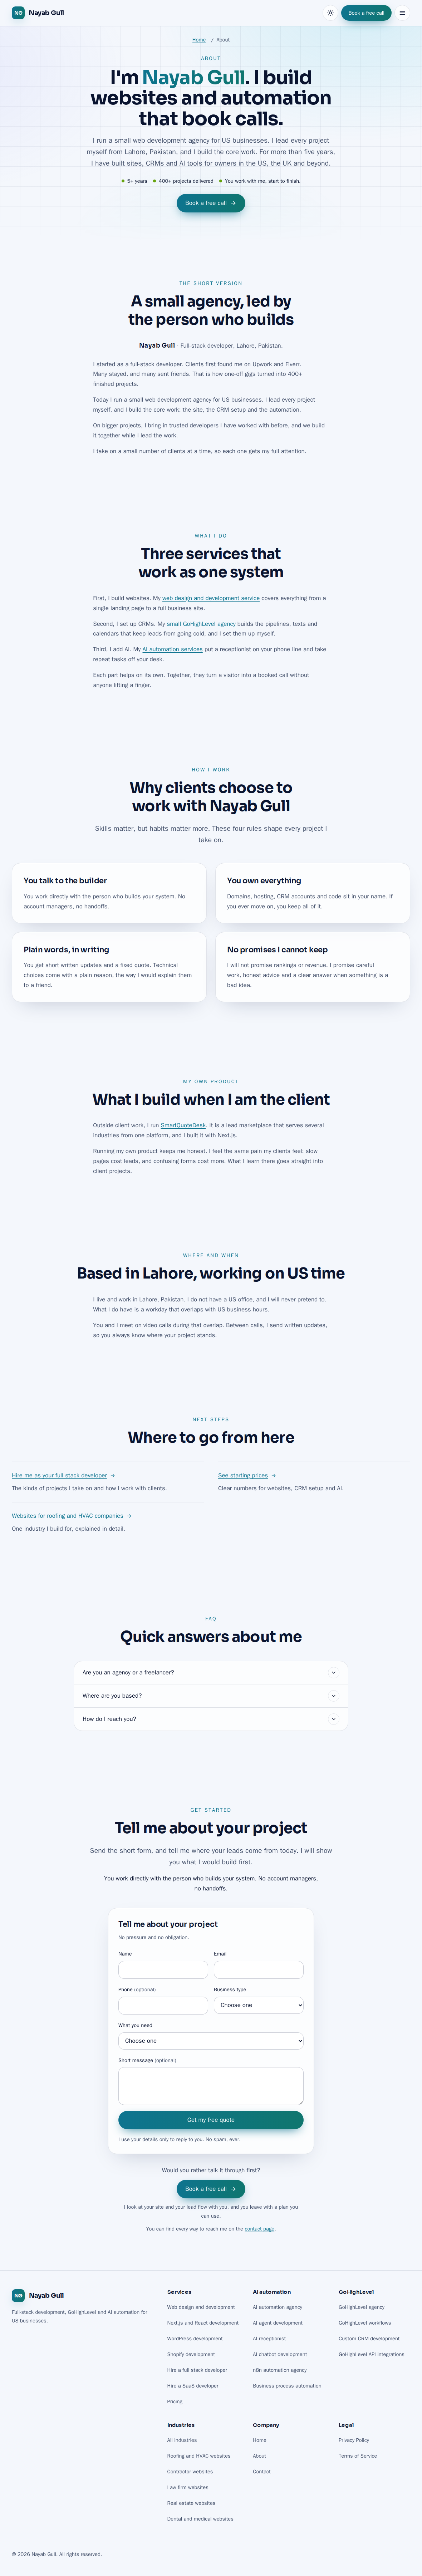 NG Nayab Gull
Book a free call
Home / About
ABOUT
I'm Nayab Gull. I build
websites and automation
that book calls.
I run a small web development agency for US businesses. I lead every project
myself from Lahore, Pakistan, and I build the core work. For more than five years,
I have built sites, CRMs and AI tools for owners in the US, the UK and beyond.
5+ years
400+ projects delivered
You work with me, start to finish.
Book a free call →
THE SHORT VERSION
A small agency, led by
the person who builds
Nayab Gull · Full-stack developer, Lahore, Pakistan.
I started as a full-stack developer. Clients first found me on Upwork and Fiverr.
Many stayed, and many sent friends. That is how one-off gigs turned into 400+
finished projects.
Today I run a small web development agency for US businesses. I lead every project
myself, and I build the core work: the site, the CRM setup and the automation.
On bigger projects, I bring in trusted developers I have worked with before, and we build
it together while I lead the work.
I take on a small number of clients at a time, so each one gets my full attention.
WHAT I DO
Three services that
work as one system
First, I build websites. My web design and development service covers everything from a
single landing page to a full business site.
Second, I set up CRMs. My small GoHighLevel agency builds the pipelines, texts and
calendars that keep leads from going cold, and I set them up myself.
Third, I add AI. My AI automation services put a receptionist on your phone line and take
repeat tasks off your desk.
Each part helps on its own. Together, they turn a visitor into a booked call without
anyone lifting a finger.
HOW I WORK
Why clients choose to
work with Nayab Gull
Skills matter, but habits matter more. These four rules shape every project I
take on.
You talk to the builder
You work directly with the person who builds your system. No
account managers, no handoffs.
You own everything
Domains, hosting, CRM accounts and code sit in your name. If
you ever move on, you keep all of it.
Plain words, in writing
You get short written updates and a fixed quote. Technical
choices come with a plain reason, the way I would explain them
to a friend.
No promises I cannot keep
I will not promise rankings or revenue. I promise careful
work, honest advice and a clear answer when something is a
bad idea.
MY OWN PRODUCT
What I build when I am the client
Outside client work, I run SmartQuoteDesk. It is a lead marketplace that serves several
industries from one platform, and I built it with Next.js.
Running my own product keeps me honest. I feel the same pain my clients feel: slow
pages cost leads, and confusing forms cost more. What I learn there goes straight into
client projects.
WHERE AND WHEN
Based in Lahore, working on US time
I live and work in Lahore, Pakistan. I do not have a US office, and I will never pretend to.
What I do have is a workday that overlaps with US business hours.
You and I meet on video calls during that overlap. Between calls, I send written updates,
so you always know where your project stands.
NEXT STEPS
Where to go from here
Hire me as your full stack developer →
The kinds of projects I take on and how I work with clients.
See starting prices →
Clear numbers for websites, CRM setup and AI.
Websites for roofing and HVAC companies →
One industry I build for, explained in detail.
FAQ
Quick answers about me
Are you an agency or a freelancer?
Where are you based?
How do I reach you?
GET STARTED
Tell me about your project
Send the short form, and tell me where your leads come from today. I will show
you what I would build first.
You work directly with the person who builds your system. No account managers,
no handoffs.
Tell me about your project
No pressure and no obligation.
Name
Email
Phone (optional)
Business type
Choose one
What you need
Choose one
Short message (optional)
Get my free quote
I use your details only to reply to you. No spam, ever.
Would you rather talk it through first?
Book a free call →
I look at your site and your lead flow with you, and you leave with a plan you
can use.
You can find every way to reach me on the contact page.
NG Nayab Gull
Full-stack development, GoHighLevel and AI automation for
US businesses.
Services
Web design and development
Next.js and React development
WordPress development
Shopify development
Hire a full stack developer
Hire a SaaS developer
Pricing
AI automation
AI automation agency
AI agent development
AI receptionist
AI chatbot development
n8n automation agency
Business process automation
GoHighLevel
GoHighLevel agency
GoHighLevel workflows
Custom CRM development
GoHighLevel API integrations
Industries
All industries
Roofing and HVAC websites
Contractor websites
Law firm websites
Real estate websites
Dental and medical websites
Company
Home
About
Contact
Legal
Privacy Policy
Terms of Service
© 2026 Nayab Gull. All rights reserved.